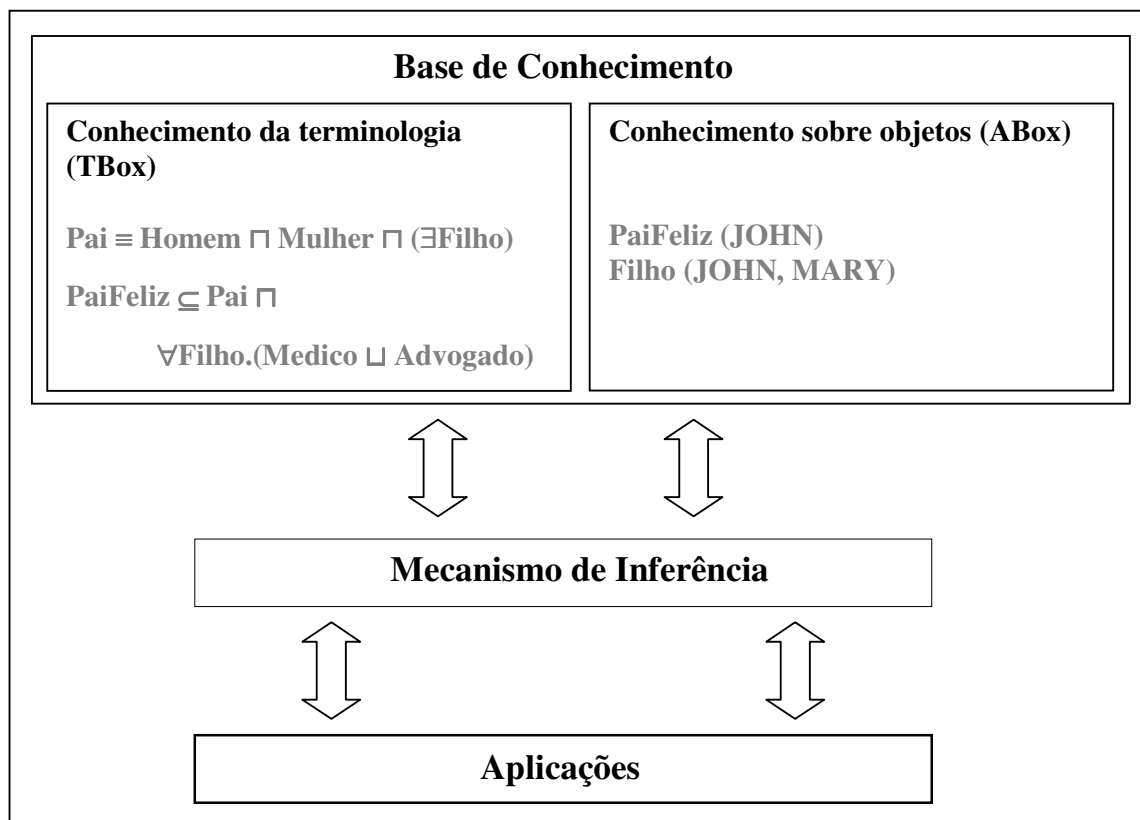 Base de Conhecimento
Conhecimento da terminologia
(TBox)
Pai ≡ Homem ⊓ Mulher ⊓ (∃Filho)
PaiFeliz ⊆ Pai ⊓
∀Filho.(Medico ⊔ Advogado)
Conhecimento sobre objetos (ABox)
PaiFeliz (JOHN)
Filho (JOHN, MARY)
Mecanismo de Inferência
Aplicações